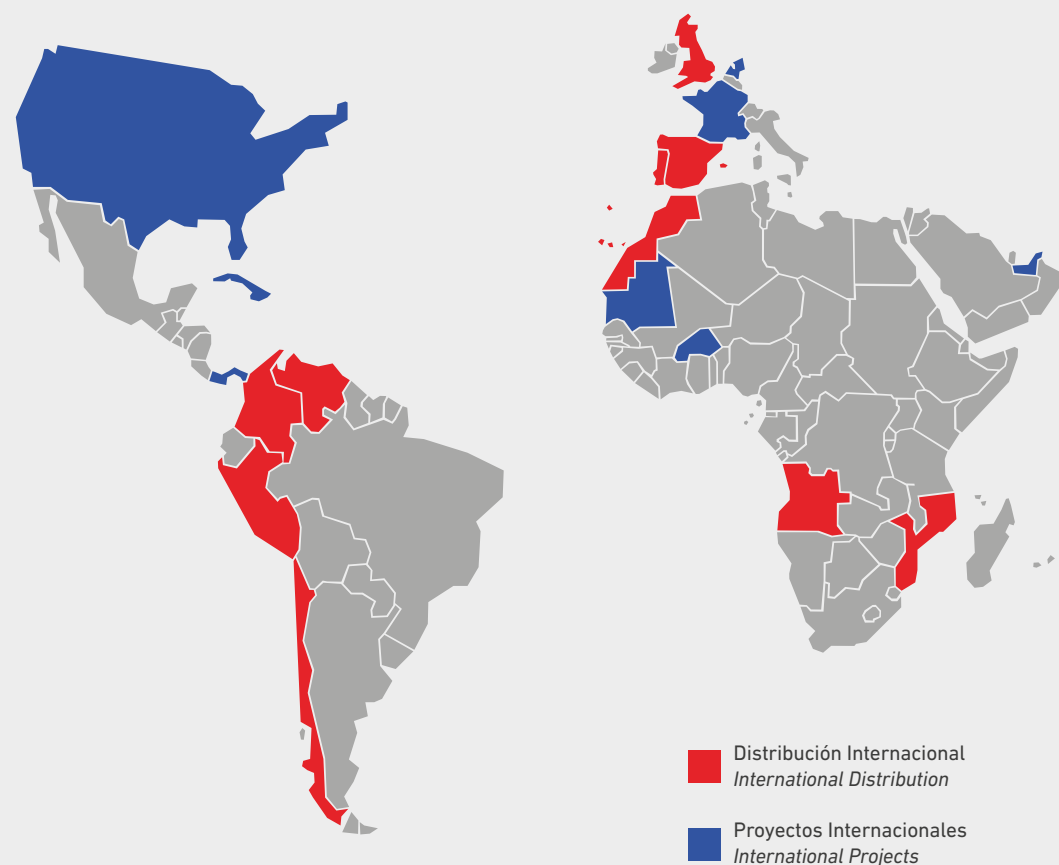 Distribución Internacional
International Distribution
Proyectos Internacionales
International Projects